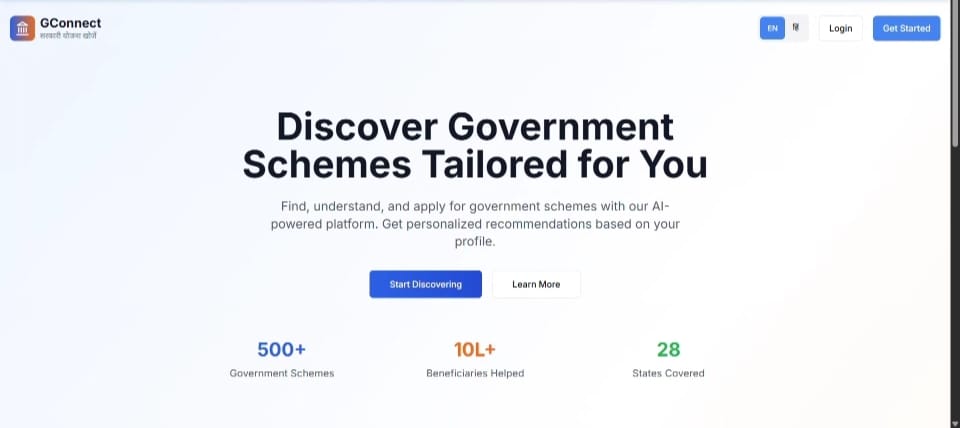 GConnect
सरकारी योजना खोजें
EN
हि
Login
Get Started
Discover Government
Schemes Tailored for You
Find, understand, and apply for government schemes with our AI-
powered platform. Get personalized recommendations based on your
profile.
Start Discovering
Learn More
500+
Government Schemes
10L+
Beneficiaries Helped
28
States Covered